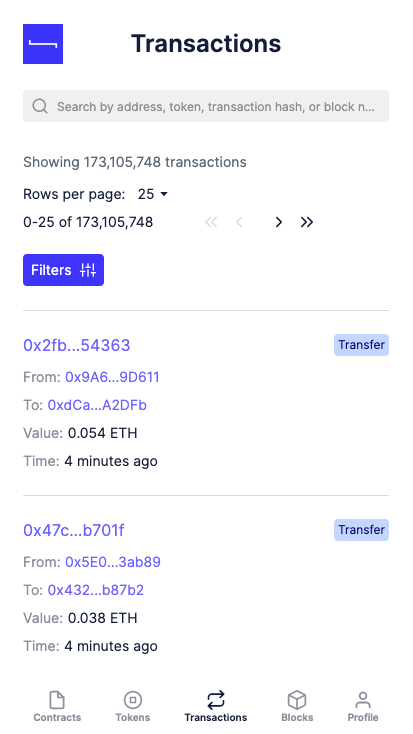 Transactions
Search by address, token, transaction hash, or block n...
Showing 173,105,748 transactions
Rows per page: 25
0-25 of 173,105,748
Filters
0x2fb...54363 Transfer
From: 0x9A6...9D611
To: 0xdCa...A2DFb
Value: 0.054 ETH
Time: 4 minutes ago
0x47c...b701f Transfer
From: 0x5E0...3ab89
To: 0x432...b87b2
Value: 0.038 ETH
Time: 4 minutes ago
Contracts Tokens Transactions Blocks Profile